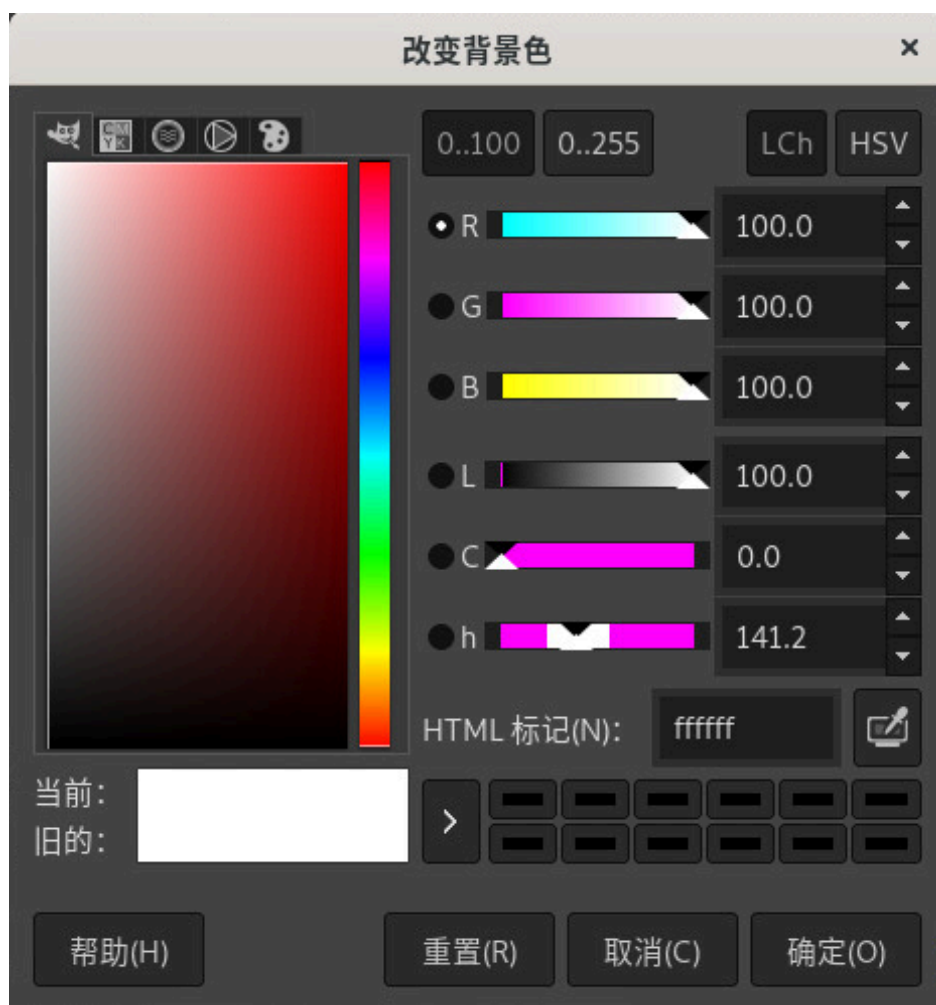 改变背景色 ×
CM
YK
0..100 0..255 LCh HSV
R 100.0
G 100.0
B 100.0
L 100.0
C 0.0
h 141.2
HTML 标记(N): ffffff
当前:
旧的:
>
帮助(H) 重置(R) 取消(C) 确定(O)